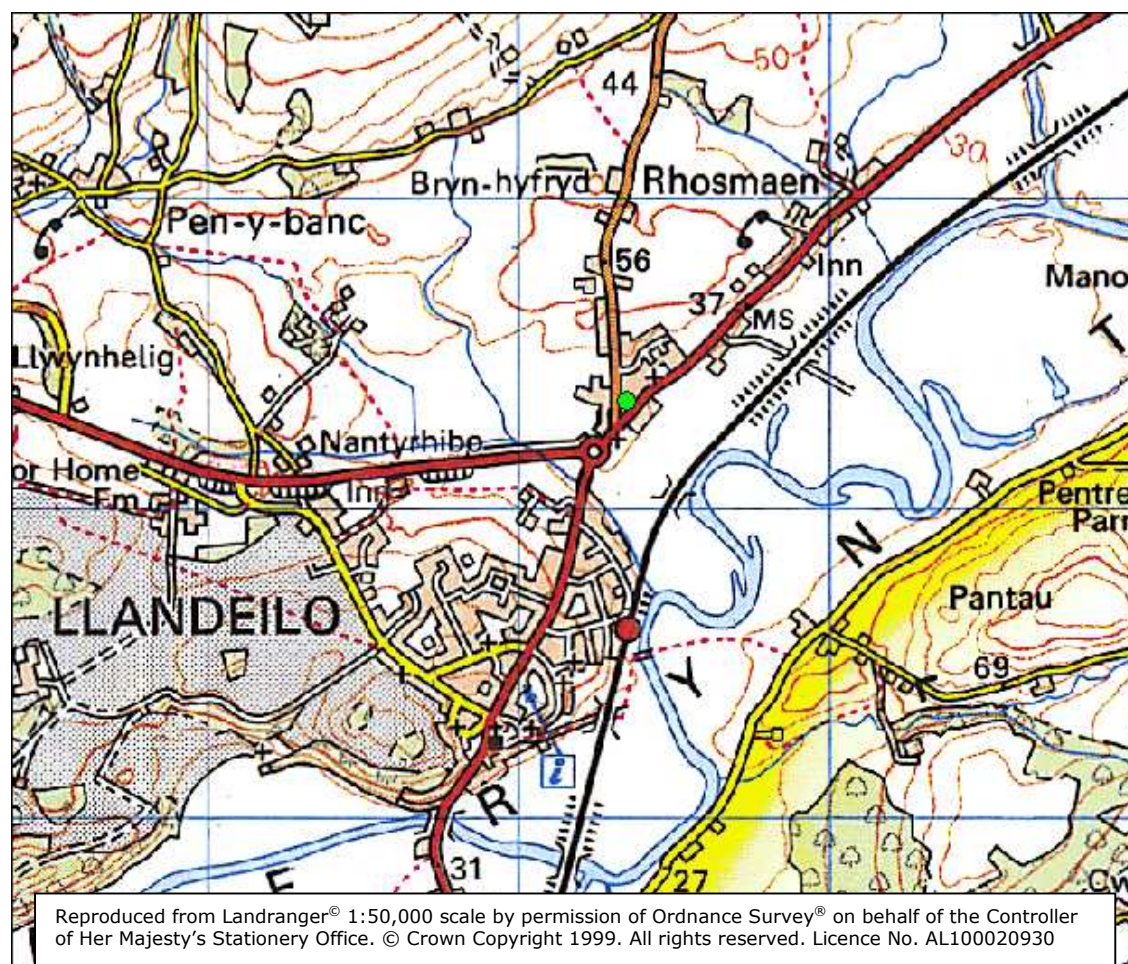 44
50
30
Bryn-hyfryd Rhosmaen
Pen-y-banc
56
Inn
Mano
37
MS
T
Llwynhelig
Nantyrhibo
or Home
Fm
Inn
Pentre
Parr
N
LLANDEILO
Pantau
69
Y
R
31
E
27
Cw
Reproduced from Landranger© 1:50,000 scale by permission of Ordnance Survey® on behalf of the Controller
of Her Majesty’s Stationery Office. © Crown Copyright 1999. All rights reserved. Licence No. AL100020930